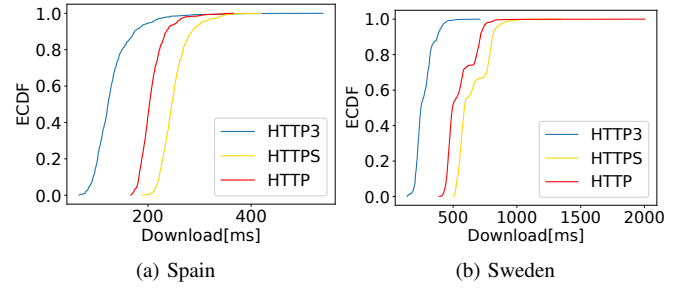 1.0
0.8
0.6
0.4
0.2
0.0
ECDF
HTTP3
HTTPS
HTTP
200 400
Download[ms]
(a) Spain
1.0
0.8
0.6
0.4
0.2
0.0
ECDF
HTTP3
HTTPS
HTTP
500 1000 1500 2000
Download[ms]
(b) Sweden